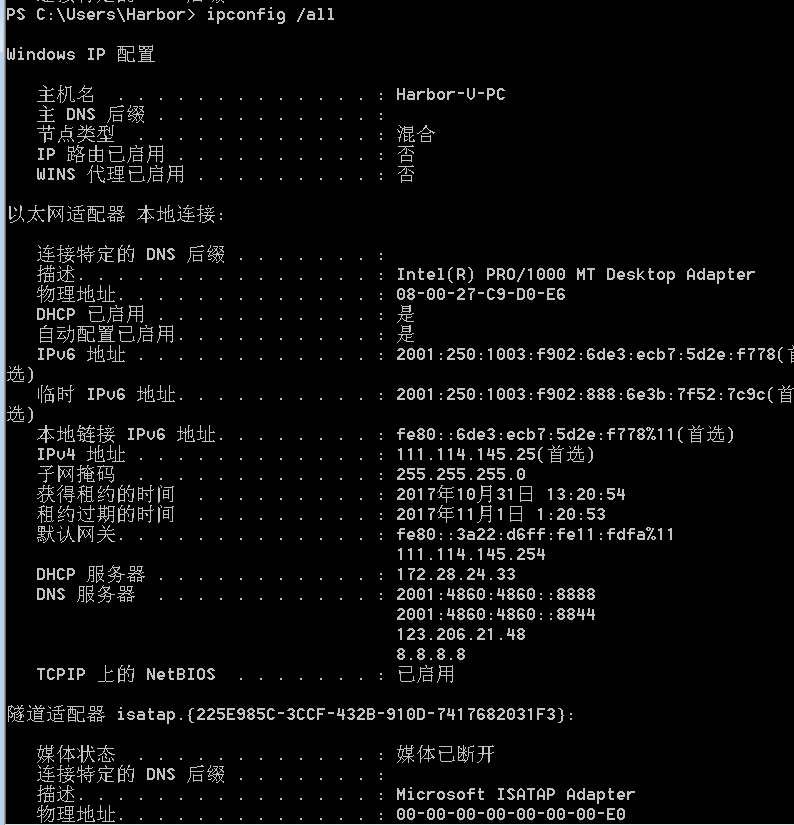 PS C:\Users\Harbor> ipconfig /all
Windows IP 配置
主机名 . . . . . . . . . . . . . : Harbor-V-PC
主 DNS 后缀 . . . . . . . . . . . :
节点类型 . . . . . . . . . . . . : 混合
IP 路由已启用 . . . . . . . . . . : 否
WINS 代理已启用 . . . . . . . . . : 否
以太网适配器 本地连接:
连接特定的 DNS 后缀 . . . . . . . :
描述. . . . . . . . . . . . . . . : Intel(R) PRO/1000 MT Desktop Adapter
物理地址. . . . . . . . . . . . . : 08-00-27-C9-D0-E6
DHCP 已启用 . . . . . . . . . . . : 是
自动配置已启用. . . . . . . . . . : 是
IPv6 地址 . . . . . . . . . . . . : 2001:250:1003:f902:6de3:ecb7:5d2e:f778(首
选)
临时 IPv6 地址. . . . . . . . . . : 2001:250:1003:f902:888:6e3b:7f52:7c9c(首
选)
本地链接 IPv6 地址. . . . . . . . : fe80::6de3:ecb7:5d2e:f778%11(首选)
IPv4 地址 . . . . . . . . . . . . : 111.114.145.25(首选)
子网掩码 . . . . . . . . . . . . : 255.255.255.0
获得租约的时间 . . . . . . . . . : 2017年10月31日 13:20:54
租约过期的时间 . . . . . . . . . : 2017年11月1日 1:20:53
默认网关. . . . . . . . . . . . . : fe80::3a22:d6ff:fe11:fdfa%11
111.114.145.254
DHCP 服务器 . . . . . . . . . . . : 172.28.24.33
DNS 服务器 . . . . . . . . . . . : 2001:4860:4860::8888
2001:4860:4860::8844
123.206.21.48
8.8.8.8
TCPIP 上的 NetBIOS . . . . . . . : 已启用
隧道适配器 isatap.{225E985C-3CCF-432B-910D-7417682031F3}:
媒体状态 . . . . . . . . . . . . : 媒体已断开
连接特定的 DNS 后缀 . . . . . . . :
描述. . . . . . . . . . . . . . . : Microsoft ISATAP Adapter
物理地址. . . . . . . . . . . . . : 00-00-00-00-00-00-00-E0